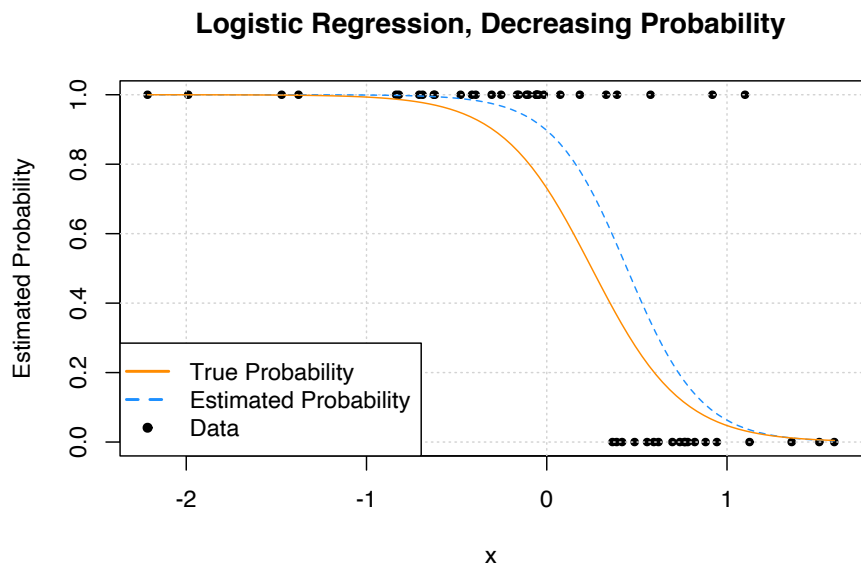 Logistic Regression, Decreasing Probability
Estimated Probability
1.0
0.8
0.6
0.4
0.2
0.0
True Probability
Estimated Probability
Data
-2 -1 0 1
x